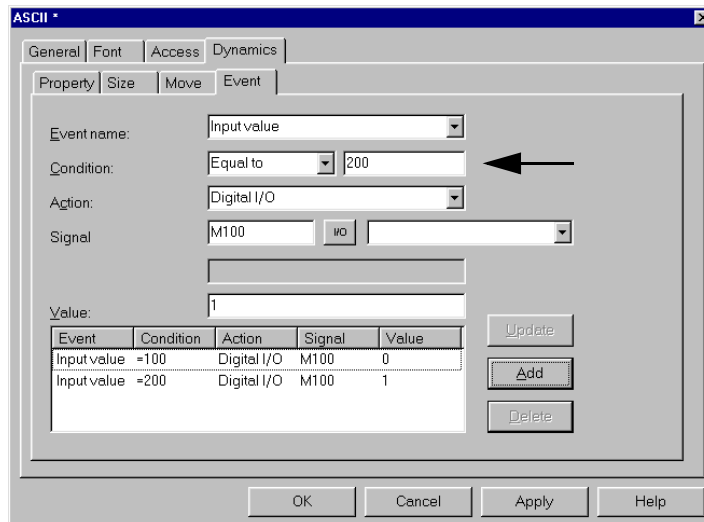 ASCII *
General Font Access Dynamics
Property Size Move Event
Event name: Input value
Condition: Equal to 200
Action: Digital I/O
Signal M100 I/O
Value: 1
Event Condition Action Signal Value
Input value =100 Digital I/O M100 0
Input value =200 Digital I/O M100 1
Update
Add
Delete
OK Cancel Apply Help